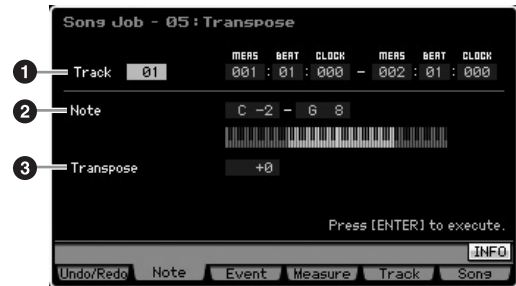 Song Job - 05:Transpose
MEAS BEAT CLOCK MEAS BEAT CLOCK
1 Track 01 001 : 01 : 000 - 002 : 01 : 000
2 Note C -2 - G 8
3 Transpose +0
Press [ENTER] to execute.
INFO
Undo/Redo Note Event Measure Track Song